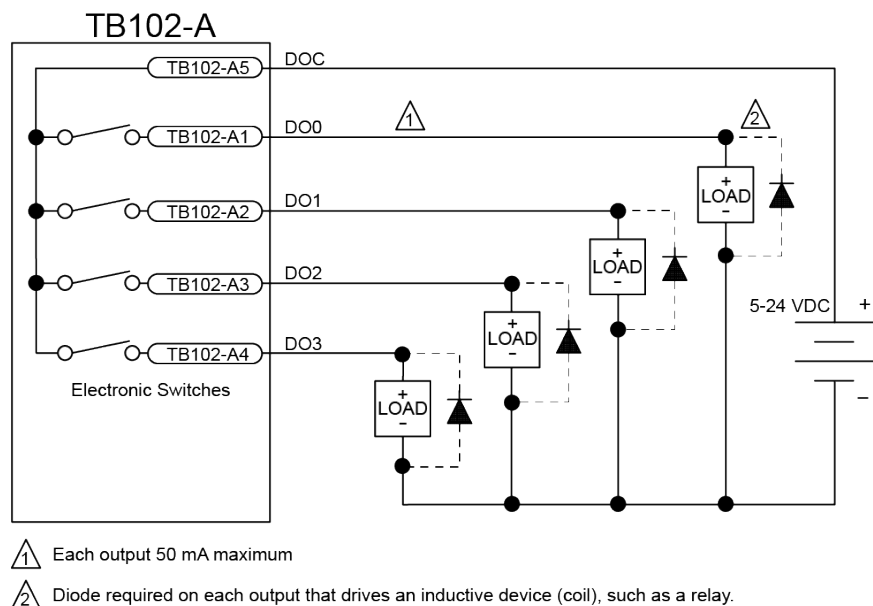 TB102-A
TB102-A5 DOC
TB102-A1 DO0 1 2
+
LOAD
-
TB102-A2 DO1
+
LOAD
-
TB102-A3 DO2
5-24 VDC +
+
LOAD
-
TB102-A4 DO3
Electronic Switches
+
LOAD
-
-
1 Each output 50 mA maximum
2 Diode required on each output that drives an inductive device (coil), such as a relay.